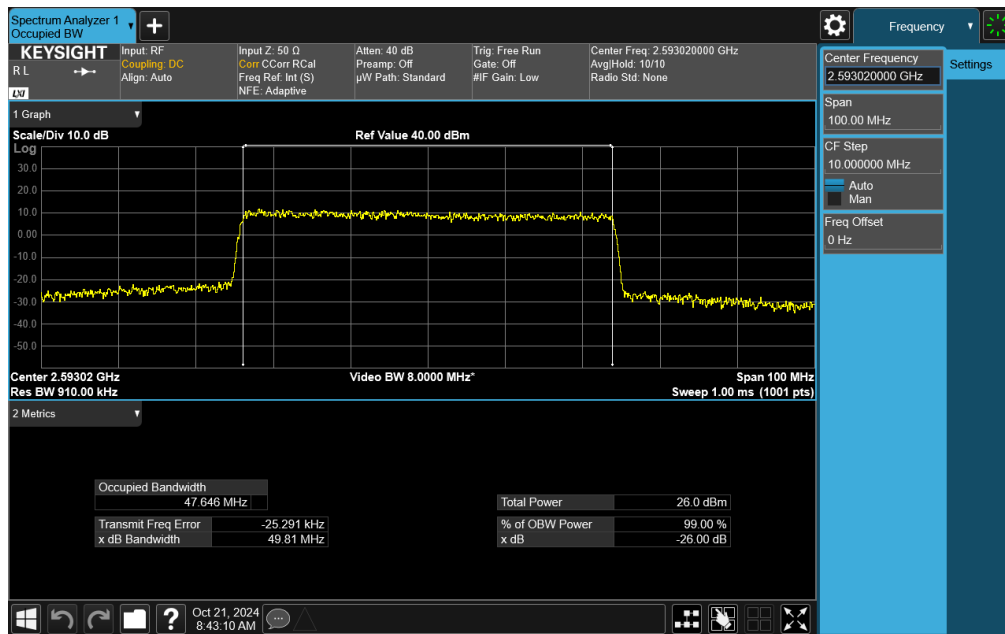 Spectrum Analyzer 1
Occupied BW
Frequency
KEYSIGHT
R L
LXI
Input: RF
Coupling: DC
Align: Auto
Input Z: 50 Ω
Corr CCorr RCal
Freq Ref: Int (S)
NFE: Adaptive
Atten: 40 dB
Preamp: Off
µW Path: Standard
Trig: Free Run
Gate: Off
#IF Gain: Low
Center Freq: 2.593020000 GHz
Avg|Hold: 10/10
Radio Std: None
Center Frequency
2.593020000 GHz
Settings
Span
100.00 MHz
CF Step
10.000000 MHz
Auto
Man
Freq Offset
0 Hz
1 Graph
Scale/Div 10.0 dB
Ref Value 40.00 dBm
Log
30.0
20.0
10.0
0.00
-10.0
-20.0
-30.0
-40.0
-50.0
Center 2.59302 GHz
Video BW 8.0000 MHz*
Span 100 MHz
Res BW 910.00 kHz
Sweep 1.00 ms (1001 pts)
2 Metrics
Occupied Bandwidth
47.646 MHz
Total Power 26.0 dBm
Transmit Freq Error -25.291 kHz
% of OBW Power 99.00 %
x dB Bandwidth 49.81 MHz
x dB -26.00 dB
?
Oct 21, 2024
8:43:10 AM